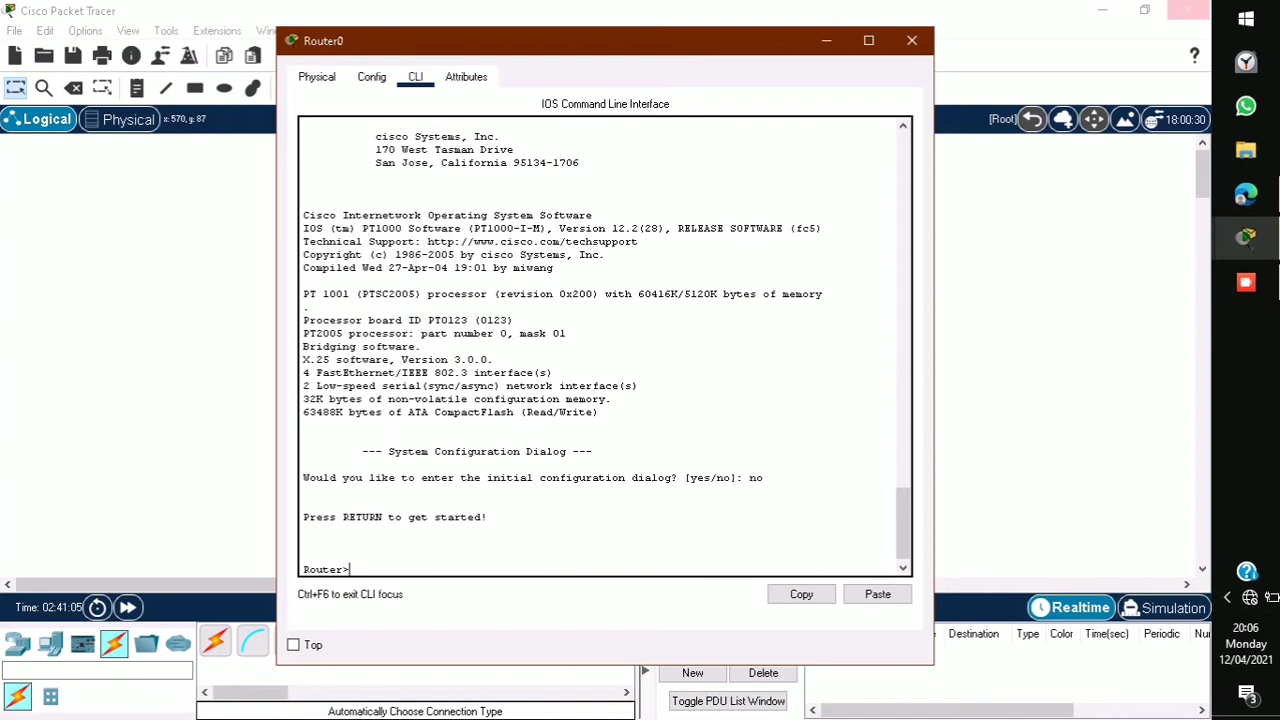 Cisco Packet Tracer
File Edit Options View Tools Extensions
Router0
Physical Config CLI Attributes
IOS Command Line Interface
Logical Physical x: 570, y: 87
[Root] 18:00:30
cisco Systems, Inc.
170 West Tasman Drive
San Jose, California 95134-1706
Cisco Internetwork Operating System Software
IOS (tm) PT1000 Software (PT1000-I-M), Version 12.2(28), RELEASE SOFTWARE (fc5)
Technical Support: http://www.cisco.com/techsupport
Copyright (c) 1986-2005 by cisco Systems, Inc.
Compiled Wed 27-Apr-04 19:01 by miwang
PT 1001 (PTSC2005) processor (revision 0x200) with 60416K/5120K bytes of memory
.
Processor board ID PT0123 (0123)
PT2005 processor: part number 0, mask 01
Bridging software.
X.25 software, Version 3.0.0.
4 FastEthernet/IEEE 802.3 interface(s)
2 Low-speed serial(sync/async) network interface(s)
32K bytes of non-volatile configuration memory.
63488K bytes of ATA CompactFlash (Read/Write)
--- System Configuration Dialog ---
Would you like to enter the initial configuration dialog? [yes/no]: no
Press RETURN to get started!
Router>
Ctrl+F6 to exit CLI focus
Copy Paste
Top
Time: 02:41:05
Realtime Simulation
Destination Type Color Time(sec) Periodic
New Delete
Toggle PDU List Window
Automatically Choose Connection Type
20:06
Monday
12/04/2021
3